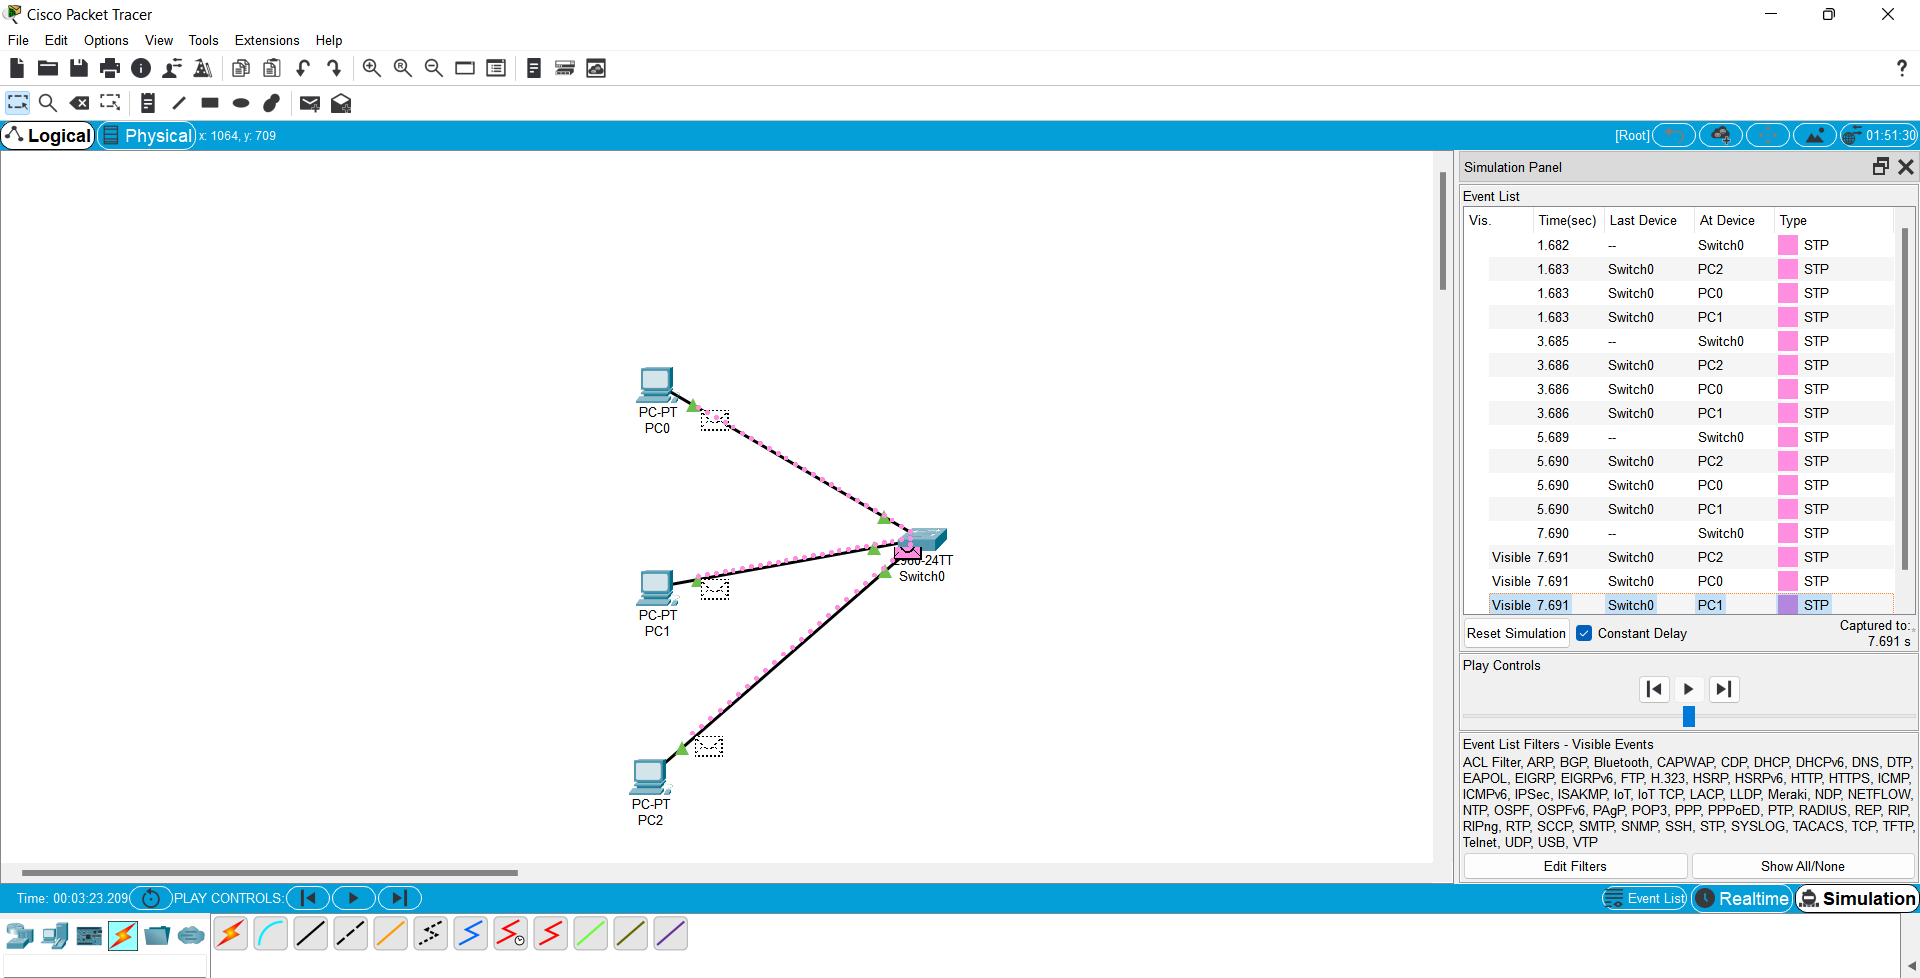 Cisco Packet Tracer
File Edit Options View Tools Extensions Help
?
Logical Physical x: 1064, y: 709 [Root] 01:51:30
Simulation Panel
Event List
Vis. Time(sec) Last Device At Device Type
1.682 -- Switch0 STP
1.683 Switch0 PC2 STP
1.683 Switch0 PC0 STP
1.683 Switch0 PC1 STP
3.685 -- Switch0 STP
3.686 Switch0 PC2 STP
3.686 Switch0 PC0 STP
3.686 Switch0 PC1 STP
5.689 -- Switch0 STP
5.690 Switch0 PC2 STP
5.690 Switch0 PC0 STP
5.690 Switch0 PC1 STP
7.690 -- Switch0 STP
Visible 7.691 Switch0 PC2 STP
Visible 7.691 Switch0 PC0 STP
Visible 7.691 Switch0 PC1 STP
Reset Simulation Constant Delay Captured to:
7.691 s
Play Controls
Event List Filters - Visible Events
ACL Filter, ARP, BGP, Bluetooth, CAPWAP, CDP, DHCP, DHCPv6, DNS, DTP,
EAPOL, EIGRP, EIGRPv6, FTP, H.323, HSRP, HSRPv6, HTTP, HTTPS, ICMP,
ICMPv6, IPSec, ISAKMP, IoT, IoT TCP, LACP, LLDP, Meraki, NDP, NETFLOW,
NTP, OSPF, OSPFv6, PAgP, POP3, PPP, PPPoED, PTP, RADIUS, REP, RIP,
RIPng, RTP, SCCP, SMTP, SNMP, SSH, STP, SYSLOG, TACACS, TCP, TFTP,
Telnet, UDP, USB, VTP
Edit Filters Show All/None
PC-PT
PC0
2960-24TT
Switch0
PC-PT
PC1
PC-PT
PC2
Time: 00:03:23.209 PLAY CONTROLS: Event List Realtime Simulation